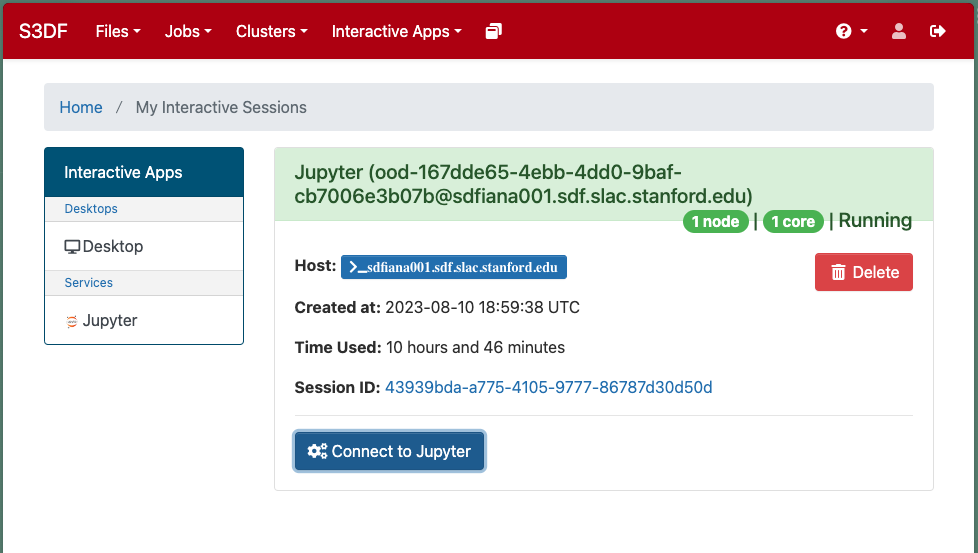 S3DF Files Jobs Clusters Interactive Apps
Home / My Interactive Sessions
Interactive Apps
Desktops
Desktop
Services
Jupyter
Jupyter (ood-167dde65-4ebb-4dd0-9baf-
cb7006e3b07b@sdfiana001.sdf.slac.stanford.edu)
1 node | 1 core | Running
Host: >_sdfiana001.sdf.slac.stanford.edu
Delete
Created at: 2023-08-10 18:59:38 UTC
Time Used: 10 hours and 46 minutes
Session ID: 43939bda-a775-4105-9777-86787d30d50d
Connect to Jupyter